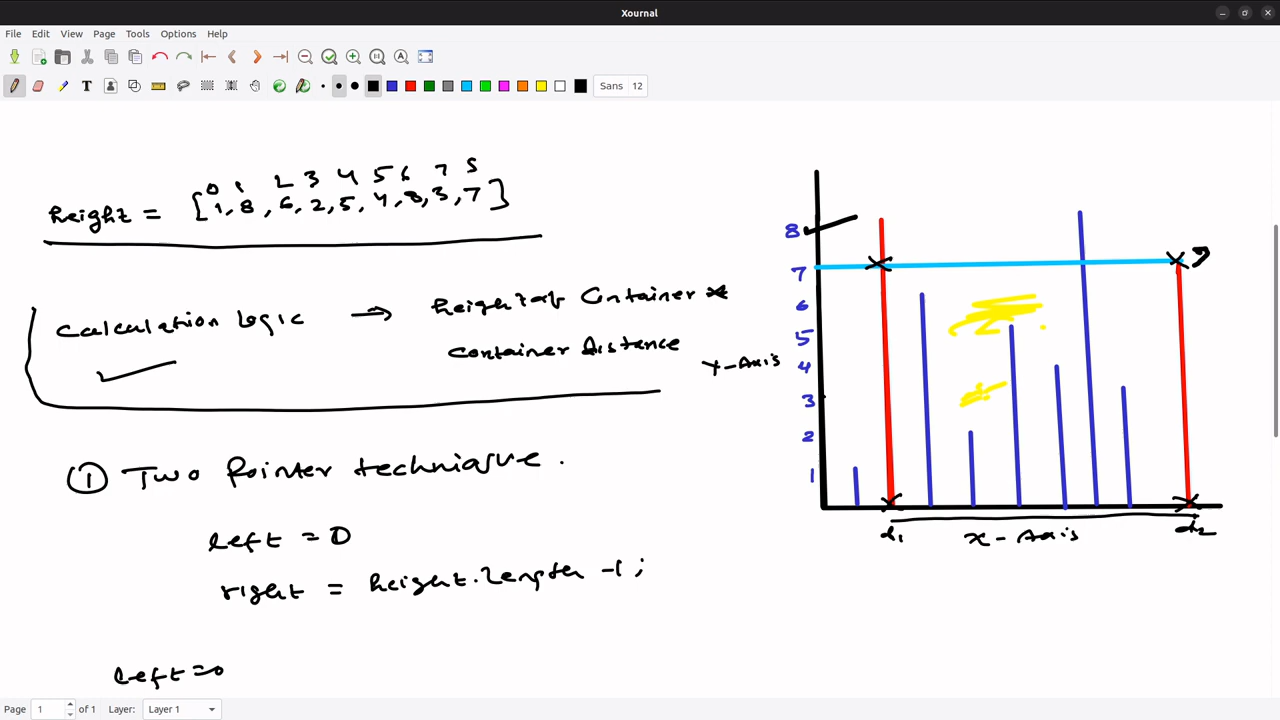 Xournal
File Edit View Page Tools Options Help
Sans 12
0 1 2 3 4 5 6 7 8
height = [1, 8, 6, 2, 5, 4, 8, 3, 7]
Calculation Logic → Height of Container *
Container distance
① Two Pointer technique.
left = 0
right = height.length -1;
left=0
8
7
6
5
4
3
2
1
Y-Axis
d1 x-Axis d2
Page 1 of 1 Layer: Layer 1